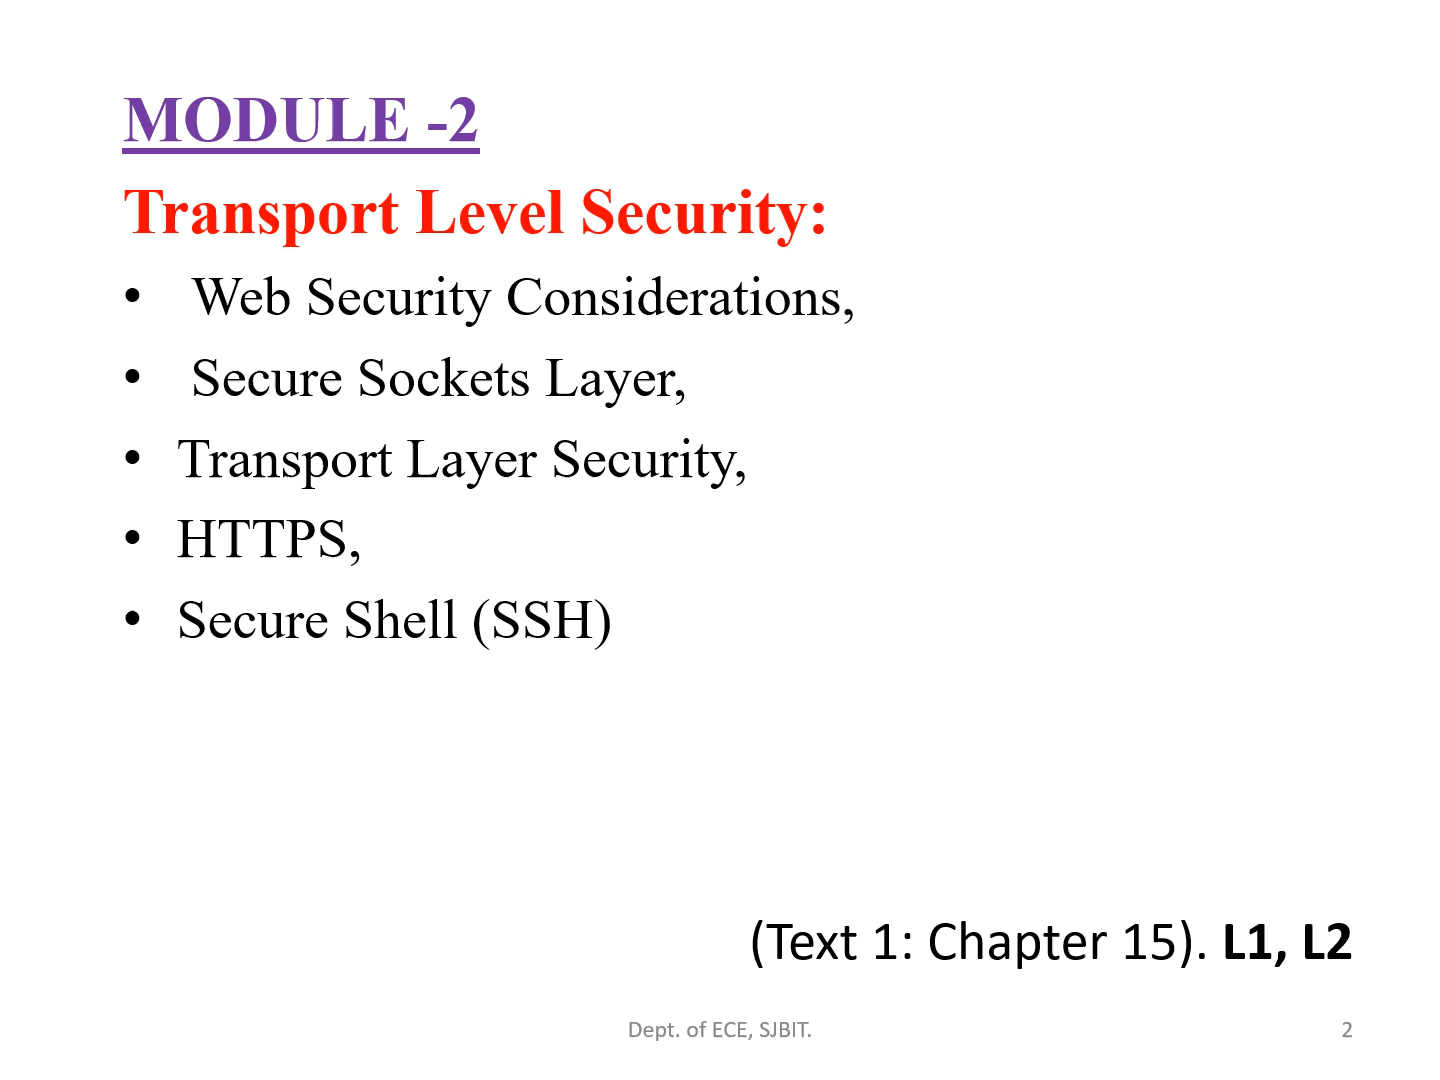 MODULE -2
Transport Level Security:
• Web Security Considerations,
• Secure Sockets Layer,
• Transport Layer Security,
• HTTPS,
• Secure Shell (SSH)
(Text 1: Chapter 15). L1, L2
Dept. of ECE, SJBIT.
2